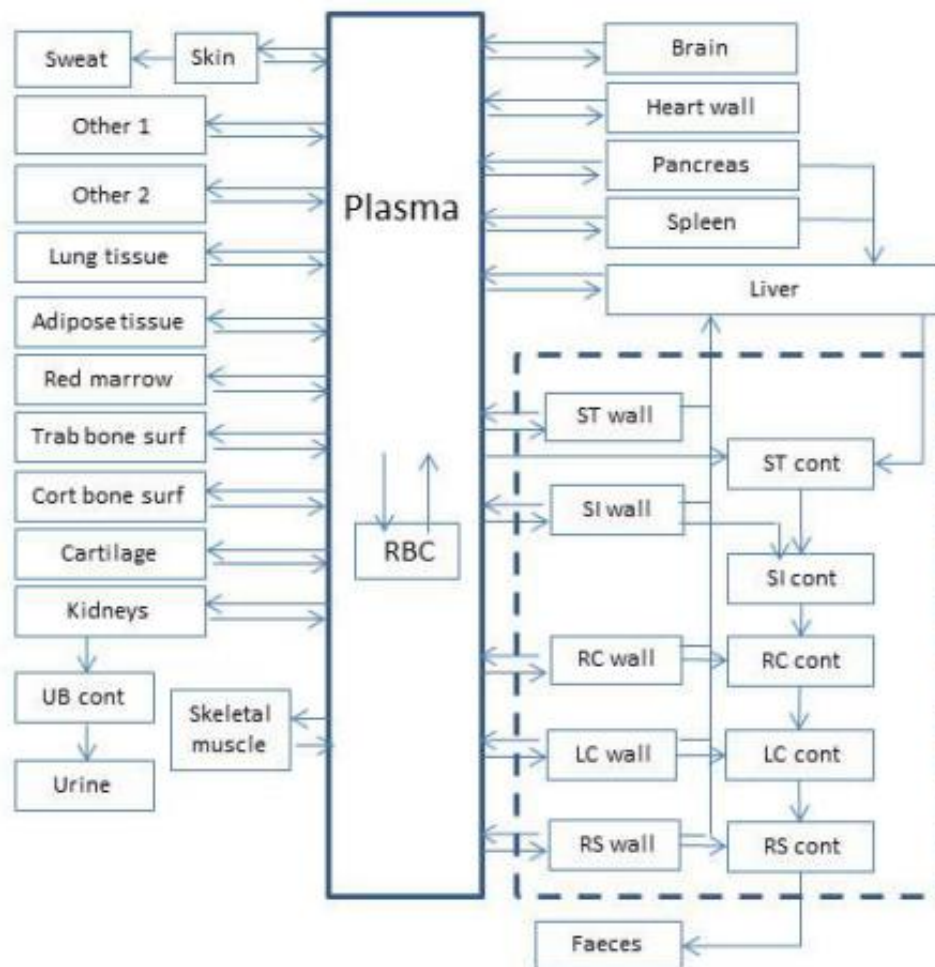 Sweat
Skin
Other 1
Other 2
Lung tissue
Adipose tissue
Red marrow
Trab bone surf
Cort bone surf
Cartilage
Kidneys
UB cont
Urine
Skeletal
muscle
Plasma
RBC
Brain
Heart wall
Pancreas
Spleen
Liver
ST wall
ST cont
SI wall
SI cont
RC wall
RC cont
LC wall
LC cont
RS wall
RS cont
Faeces